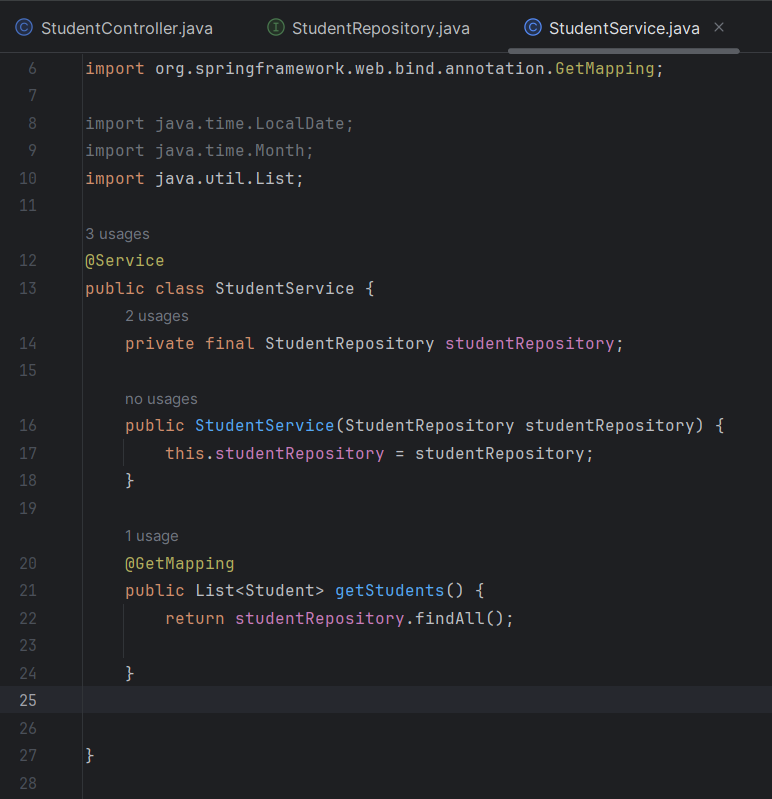 StudentController.java StudentRepository.java StudentService.java
6 import org.springframework.web.bind.annotation.GetMapping;
7
8 import java.time.LocalDate;
9 import java.time.Month;
10 import java.util.List;
11
3 usages
12 @Service
13 public class StudentService {
2 usages
14 private final StudentRepository studentRepository;
15
no usages
16 public StudentService(StudentRepository studentRepository) {
17 this.studentRepository = studentRepository;
18 }
19
1 usage
20 @GetMapping
21 public List<Student> getStudents() {
22 return studentRepository.findAll();
23
24 }
25
26
27 }
28